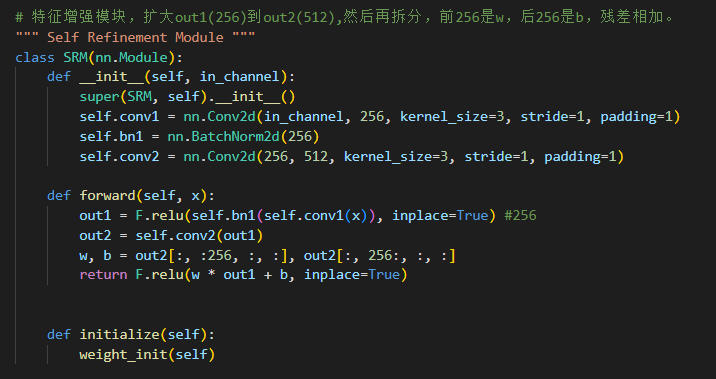 # 特征增强模块，扩大out1(256)到out2(512),然后再拆分，前256是w，后256是b，残差相加。
""" Self Refinement Module """
class SRM(nn.Module):
    def __init__(self, in_channel):
        super(SRM, self).__init__()
        self.conv1 = nn.Conv2d(in_channel, 256, kernel_size=3, stride=1, padding=1)
        self.bn1 = nn.BatchNorm2d(256)
        self.conv2 = nn.Conv2d(256, 512, kernel_size=3, stride=1, padding=1)
    def forward(self, x):
        out1 = F.relu(self.bn1(self.conv1(x)), inplace=True) #256
        out2 = self.conv2(out1)
        w, b = out2[:, :256, :, :], out2[:, 256:, :, :]
        return F.relu(w * out1 + b, inplace=True)
    def initialize(self):
        weight_init(self)